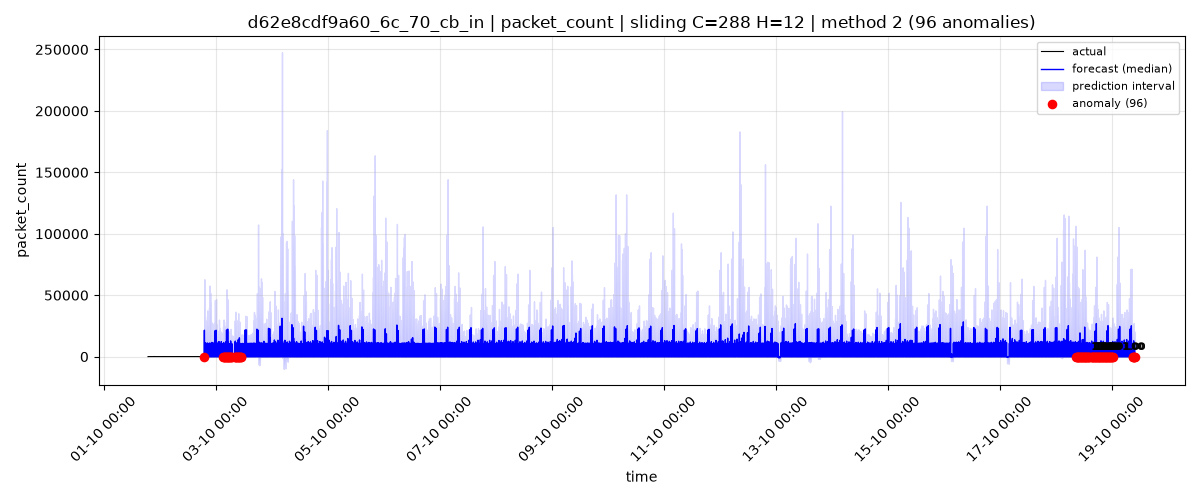 d62e8cdf9a60_6c_70_cb_in | packet_count | sliding C=288 H=12 | method 2 (96 anomalies)
actual
forecast (median)
prediction interval
anomaly (96)
250000
200000
150000
100000
50000
0
packet_count
01-10 00:00
03-10 00:00
05-10 00:00
07-10 00:00
09-10 00:00
11-10 00:00
13-10 00:00
15-10 00:00
17-10 00:00
19-10 00:00
time